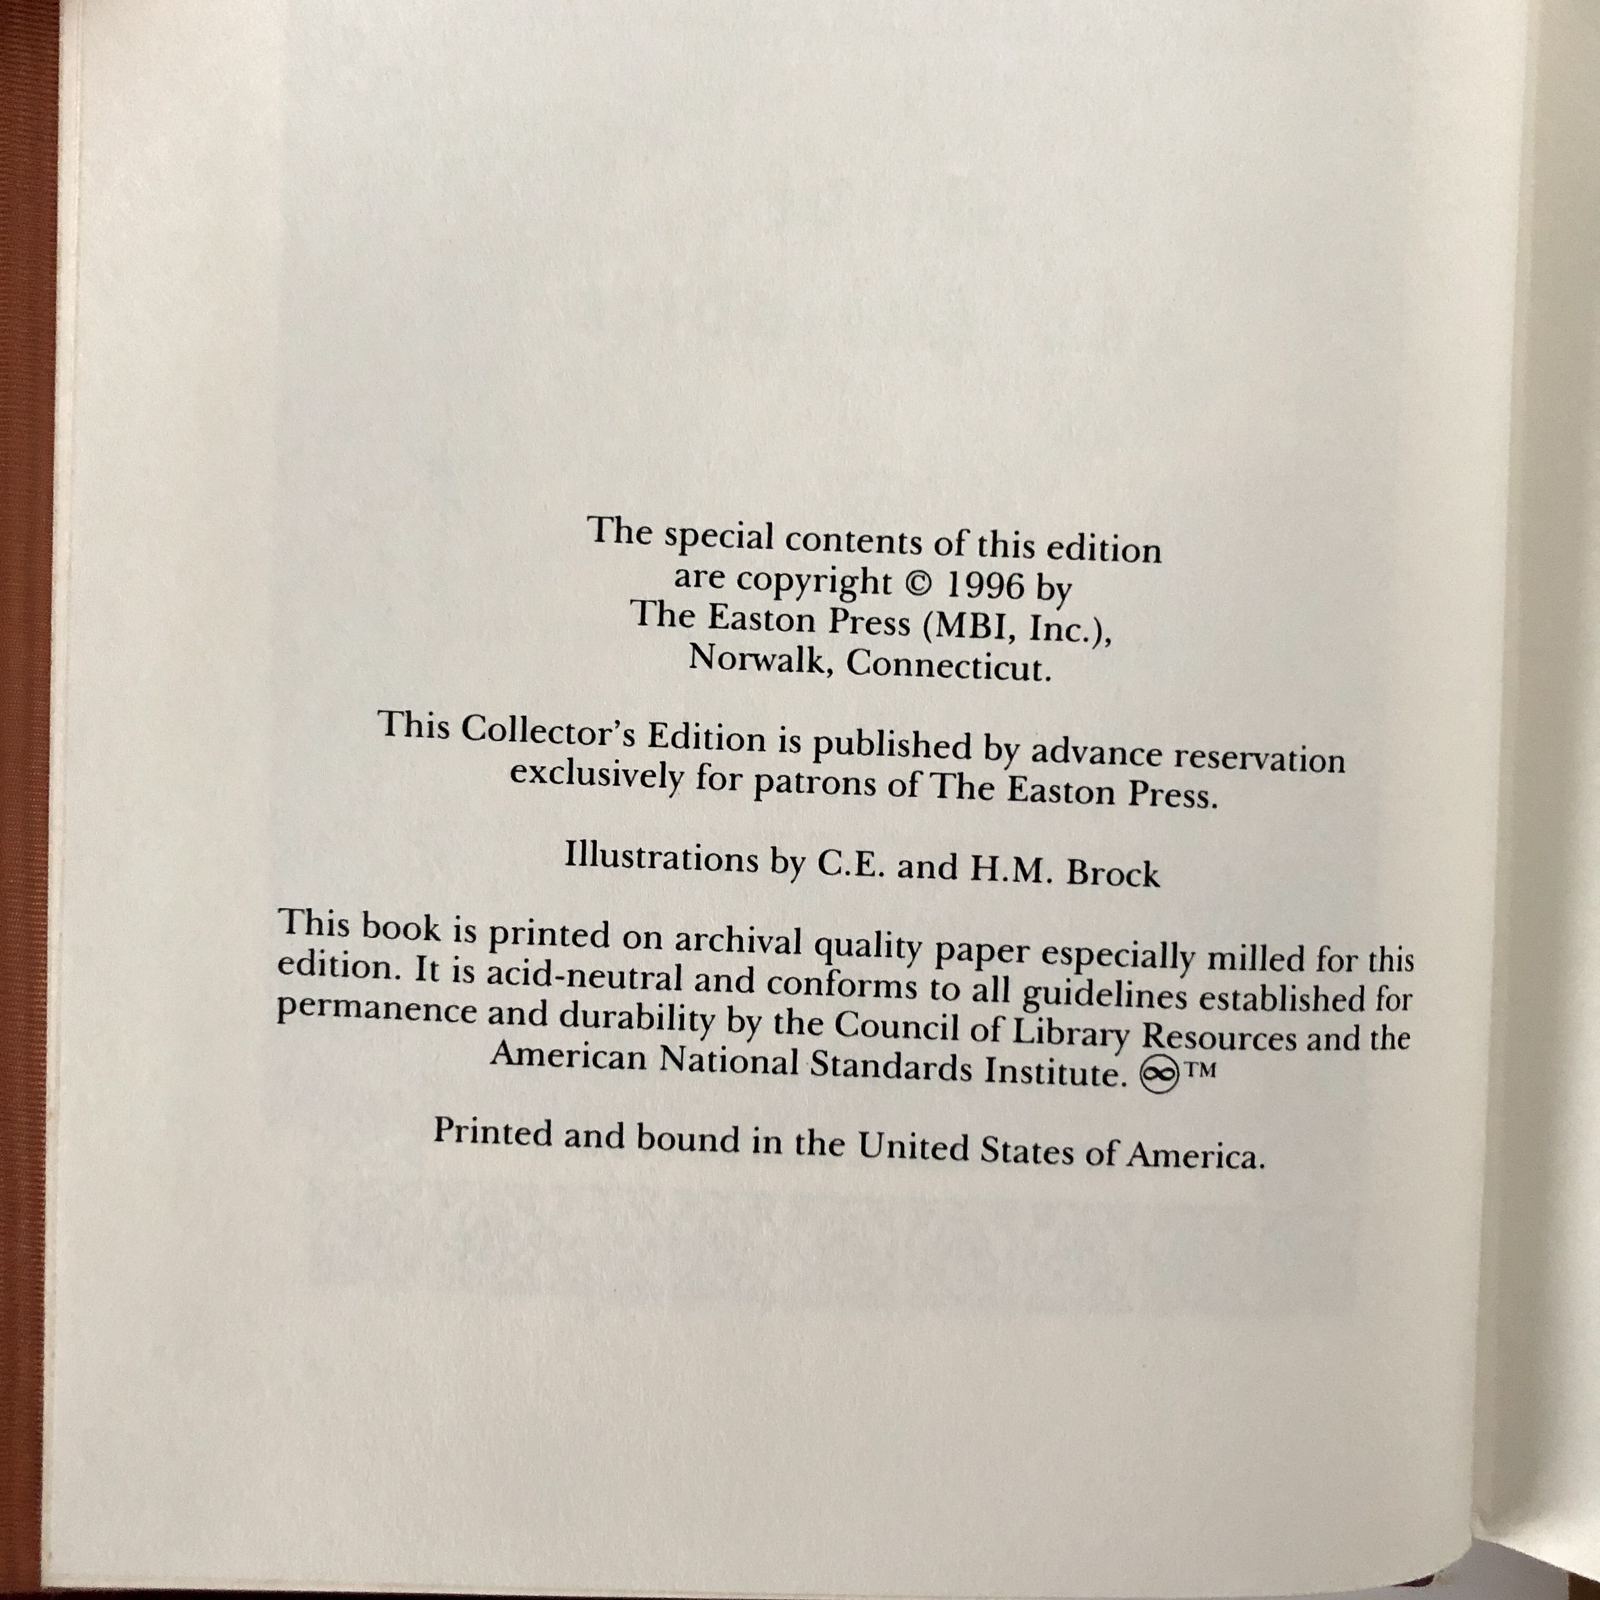 The special contents of this edition
are copyright © 1996 by
The Easton Press (MBI, Inc.),
Norwalk, Connecticut.
This Collector's Edition is published by advance reservation
exclusively for patrons of The Easton Press.
Illustrations by C.E. and H.M. Brock
This book is printed on archival quality paper especially milled for this
edition. It is acid-neutral and conforms to all guidelines established for
permanence and durability by the Council of Library Resources and the
American National Standards Institute. ♾™
Printed and bound in the United States of America.